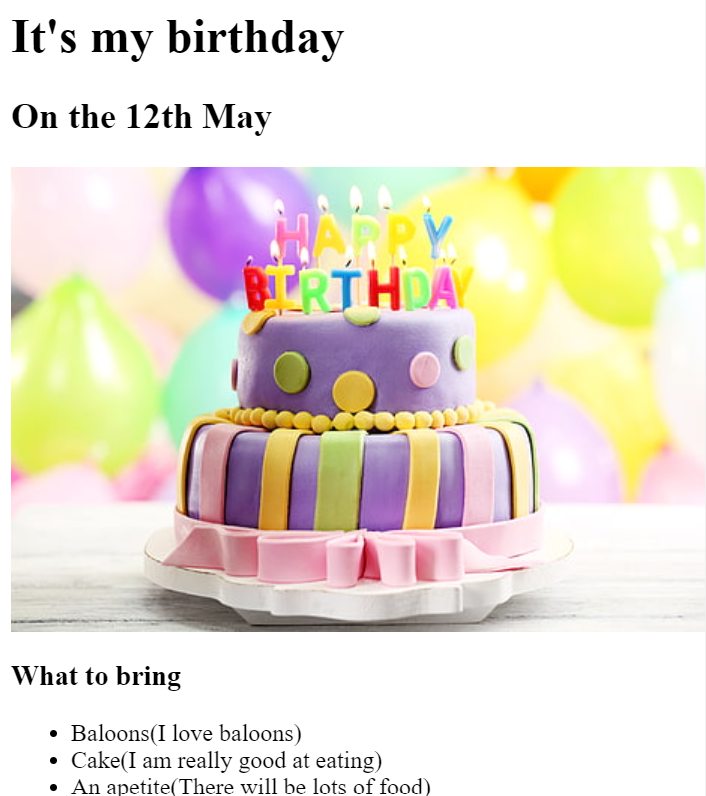 It's my birthday
On the 12th May
HAPPY
BIRTHDAY
What to bring
Baloons(I love baloons)
Cake(I am really good at eating)
An apetite(There will be lots of food)